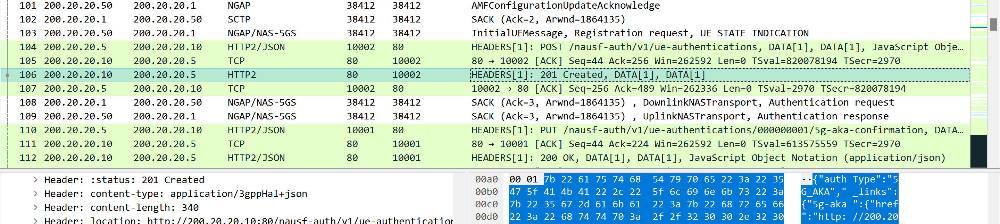 101 200.20.20.50 200.20.20.1 NGAP 38412 38412 AMFConfigurationUpdateAcknowledge
102 200.20.20.1 200.20.20.50 SCTP 38412 38412 SACK (Ack=2, Arwnd=1864135)
103 200.20.20.50 200.20.20.1 NGAP/NAS-5GS 38412 38412 InitialUEMessage, Registration request, UE STATE INDICATION
104 200.20.20.5 200.20.20.10 HTTP2/JSON 10002 80 HEADERS[1]: POST /nausf-auth/v1/ue-authentications, DATA[1], DATA[1], JavaScript Obje…
105 200.20.20.10 200.20.20.5 TCP 80 10002 80 → 10002 [ACK] Seq=44 Ack=256 Win=262592 Len=0 TSval=820078194 TSecr=2970
106 200.20.20.10 200.20.20.5 HTTP2 80 10002 HEADERS[1]: 201 Created, DATA[1], DATA[1]
107 200.20.20.5 200.20.20.10 TCP 10002 80 10002 → 80 [ACK] Seq=256 Ack=489 Win=262336 Len=0 TSval=2970 TSecr=820078194
108 200.20.20.1 200.20.20.50 NGAP/NAS-5GS 38412 38412 SACK (Ack=3, Arwnd=1864135) , DownlinkNASTransport, Authentication request
109 200.20.20.50 200.20.20.1 NGAP/NAS-5GS 38412 38412 SACK (Ack=3, Arwnd=1864135) , UplinkNASTransport, Authentication response
110 200.20.20.5 200.20.20.10 HTTP2/JSON 10001 80 HEADERS[1]: PUT /nausf-auth/v1/ue-authentications/000000001/5g-aka-confirmation, DATA…
111 200.20.20.10 200.20.20.5 TCP 80 10001 80 → 10001 [ACK] Seq=44 Ack=224 Win=262592 Len=0 TSval=613575559 TSecr=2970
112 200.20.20.10 200.20.20.5 HTTP2/JSON 80 10001 HEADERS[1]: 200 OK, DATA[1], DATA[1], JavaScript Object Notation (application/json)
Header: :status: 201 Created
Header: content-type: application/3gppHal+json
Header: content-length: 340
Header: location: http://200.20.20.10:80/nausf-auth/v1/ue-authentication
00a0 00 01 7b 22 61 75 74 68 54 79 70 65 22 3a 22 35 ··{"auth Type":"5
00b0 47 5f 41 4b 41 22 2c 22 5f 6c 69 6e 6b 73 22 3a G_AKA"," _links":
00c0 7b 22 35 67 2d 61 6b 61 22 3a 7b 22 68 72 65 66 {"5g-aka ":{"href
00d0 22 3a 22 68 74 74 70 3a 2f 2f 32 30 30 2e 32 30 ":"http: //200.20